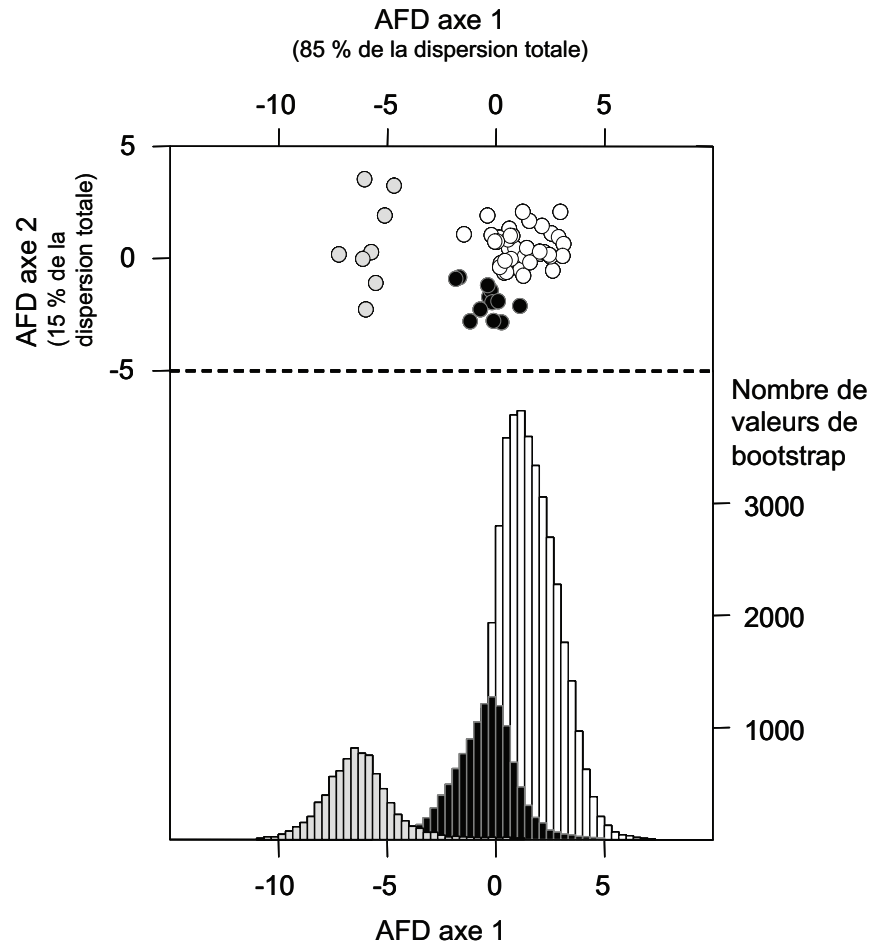 AFD axe 1
(85 % de la dispersion totale)
-10 -5 0 5
5
0
-5
AFD axe 2
(15 % de la
dispersion totale)
Nombre de
valeurs de
bootstrap
3000
2000
1000
-10 -5 0 5
AFD axe 1